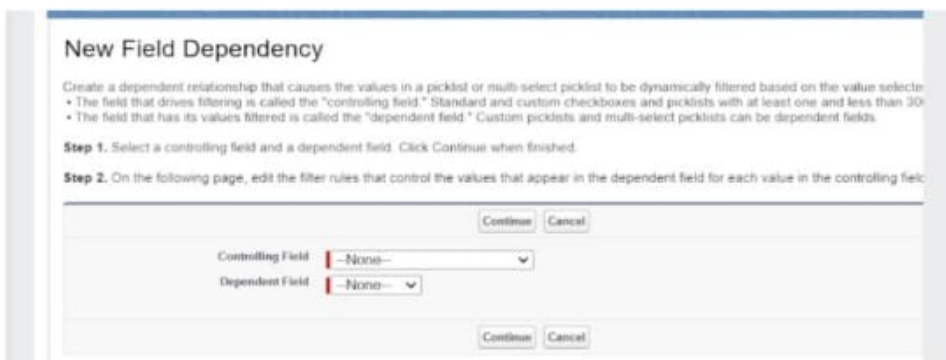 New Field Dependency
Create a dependent relationship that causes the values in a picklist or multi-select picklist to be dynamically filtered based on the value selecte
• The field that drives filtering is called the "controlling field." Standard and custom checkboxes and picklists with at least one and less than 30
• The field that has its values filtered is called the "dependent field." Custom picklists and multi-select picklists can be dependent fields.
Step 1. Select a controlling field and a dependent field. Click Continue when finished.
Step 2. On the following page, edit the filter rules that control the values that appear in the dependent field for each value in the controlling field
Continue Cancel
Controlling Field --None--
Dependent Field --None--
Continue Cancel